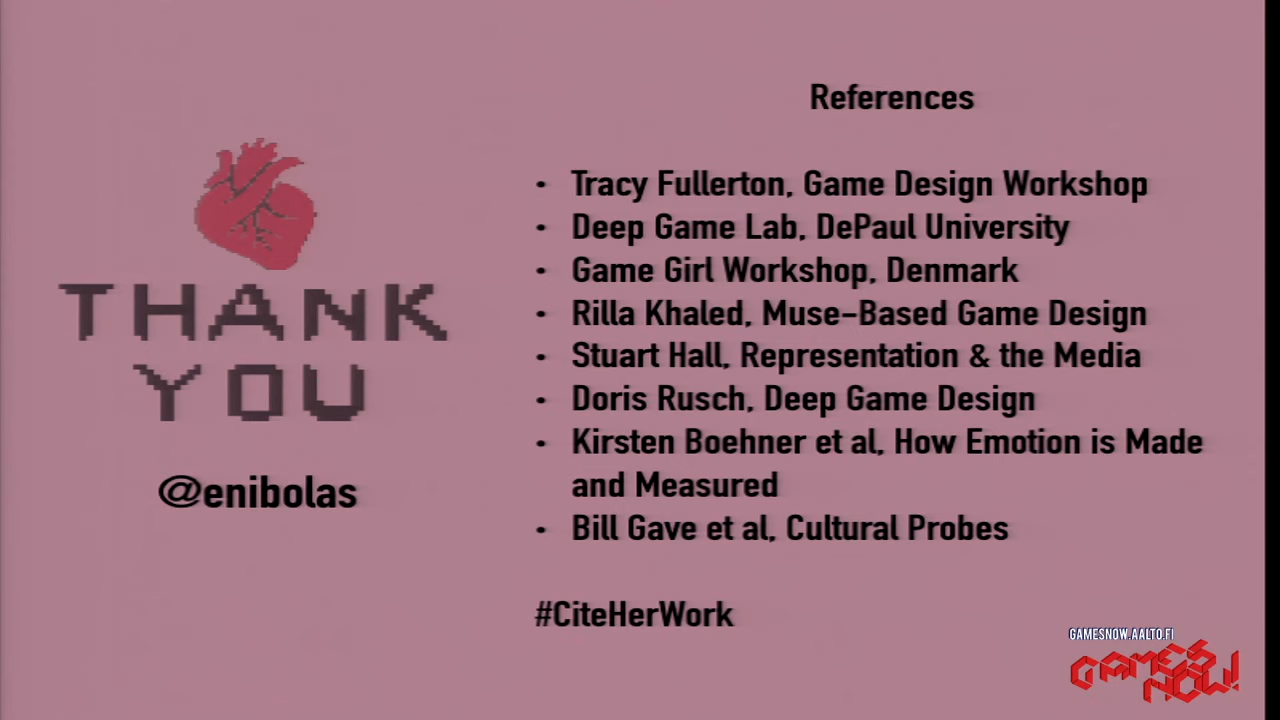 THANK
YOU
@enibolas
References
· Tracy Fullerton, Game Design Workshop
· Deep Game Lab, DePaul University
· Game Girl Workshop, Denmark
· Rilla Khaled, Muse-Based Game Design
· Stuart Hall, Representation & the Media
· Doris Rusch, Deep Game Design
· Kirsten Boehner et al, How Emotion is Made
and Measured
· Bill Gave et al, Cultural Probes
#CiteHerWork
GAMESNOW.AALTO.FI
GAMES
NOW!